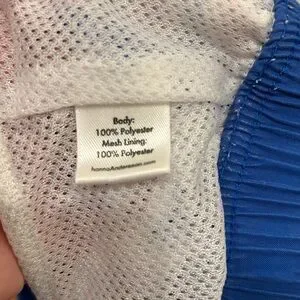 Body:
100% Polyester
Mesh Lining:
100% Polyester
hannaAndersson.com